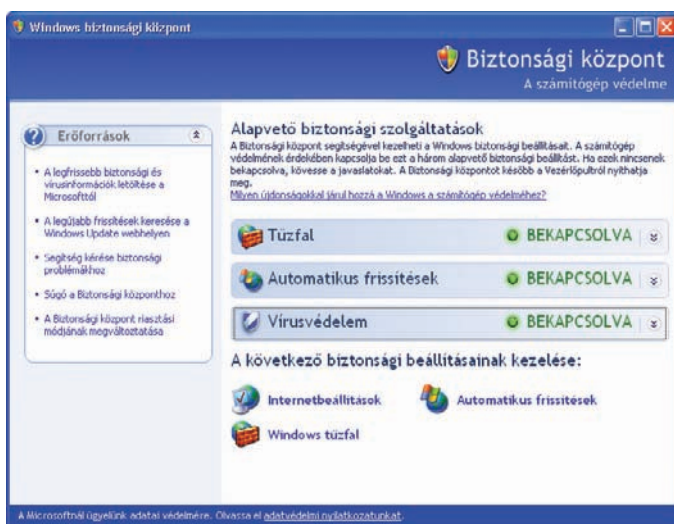 Windows biztonsági központ
Biztonsági központ
A számítógép védelme
Erőforrások
• A legfrissebb biztonsági és
vírusinformációk letöltése a
Microsofttól
• A legújabb frissítések keresése a
Windows Update webhelyen
• Segítség kérése biztonsági
problémákhoz
• Súgó a Biztonsági központhoz
• A Biztonsági központ riasztási
módjának megváltoztatása
Alapvető biztonsági szolgáltatások
A Biztonsági központ segítségével kezelheti a Windows biztonsági beállításait. A számítógép
védelmének érdekében kapcsolja be ezt a három alapvető biztonsági beállítást. Ha ezek nincsenek
bekapcsolva, kövesse a javaslatokat. A Biztonsági központot később a Vezérlőpultról nyithatja
meg.
Milyen újdonságokkal járul hozzá a Windows a számítógép védelméhez?
Tűzfal BEKAPCSOLVA
Automatikus frissítések BEKAPCSOLVA
Vírusvédelem BEKAPCSOLVA
A következő biztonsági beállításainak kezelése:
Internetbeállítások Automatikus frissítések
Windows tűzfal
A Microsoftnál ügyelünk adatai védelmére. Olvassa el adatvédelmi nyilatkozatunkat.